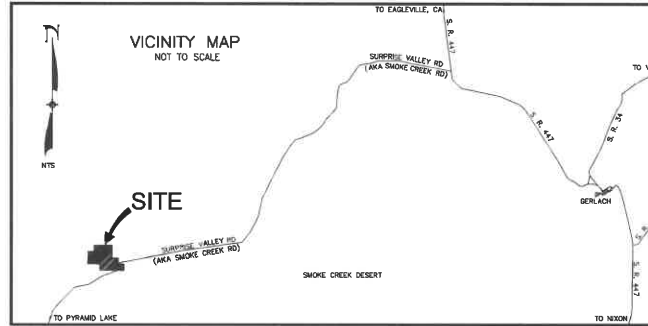 TO EAGLEVILLE, CA.
VICINITY MAP
NOT TO SCALE
S. R. 447
SURPRISE VALLEY RD
(AKA SMOKE CREEK RD)
TO V
S. R. 447
S. R. 34
NTS
GERLACH
SITE
SURPRISE VALLEY RD
(AKA SMOKE CREEK RD)
SMOKE CREEK DESERT
S. R.
S. R. 447
TO PYRAMID LAKE
TO NIXON